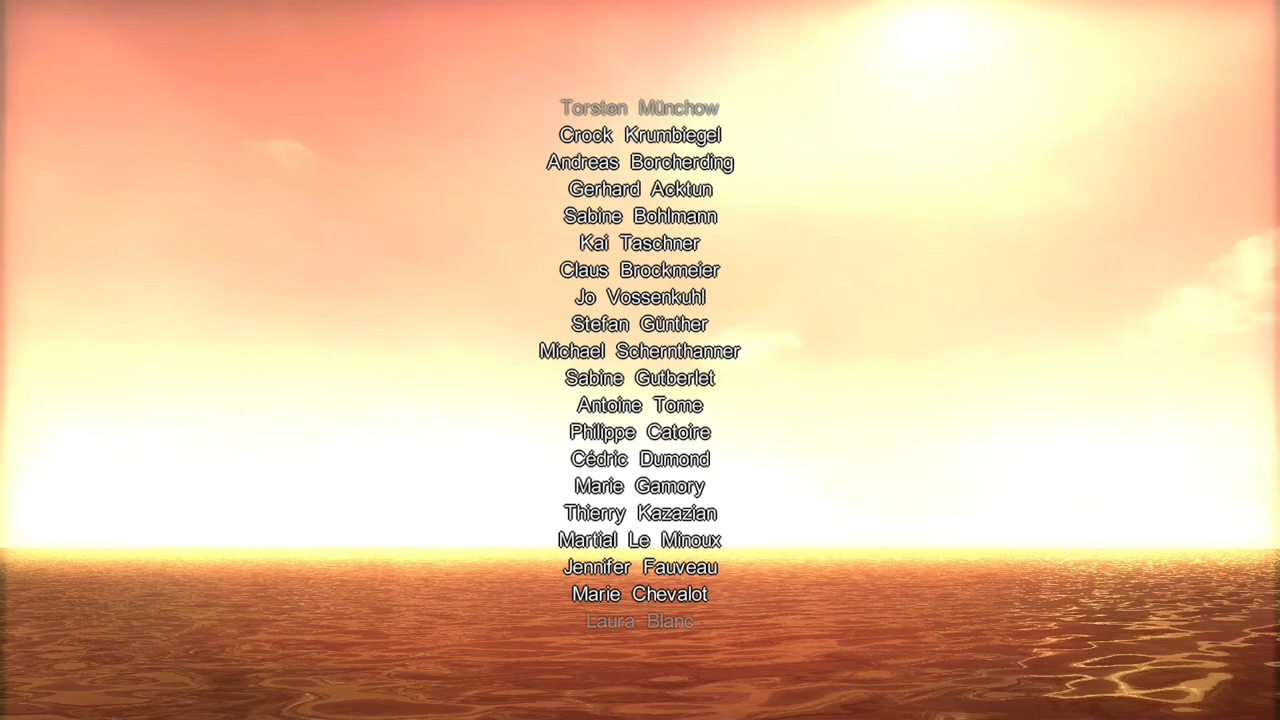 Torsten Münchow
Crock Krumbiegel
Andreas Borcherding
Gerhard Acktun
Sabine Bohlmann
Kai Taschner
Claus Brockmeier
Jo Vossenkuhl
Stefan Günther
Michael Schernthanner
Sabine Gutberlet
Antoine Tome
Philippe Catoire
Cédric Dumond
Marie Gamory
Thierry Kazazian
Martial Le Minoux
Jennifer Fauveau
Marie Chevalot
Laura Blanc